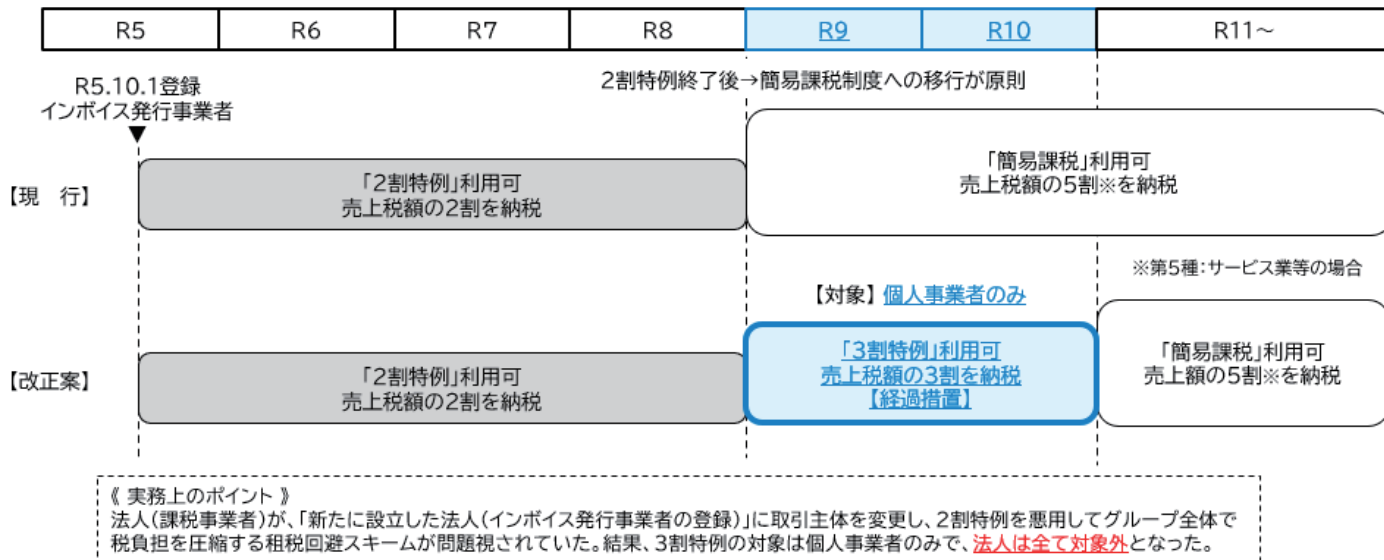 R5 R6 R7 R8 R9 R10 R11～
R5.10.1登録
インボイス発行事業者
▼
2割特例終了後→簡易課税制度への移行が原則
【現　行】
「2割特例」利用可
売上税額の2割を納税
「簡易課税」利用可
売上税額の5割※を納税
※第5種：サービス業等の場合
【対象】個人事業者のみ
【改正案】
「2割特例」利用可
売上税額の2割を納税
「3割特例」利用可
売上税額の3割を納税
【経過措置】
「簡易課税」利用可
売上額の5割※を納税
《 実務上のポイント 》
法人（課税事業者）が、「新たに設立した法人（インボイス発行事業者の登録）」に取引主体を変更し、2割特例を悪用してグループ全体で
税負担を圧縮する租税回避スキームが問題視されていた。結果、3割特例の対象は個人事業者のみで、法人は全て対象外となった。